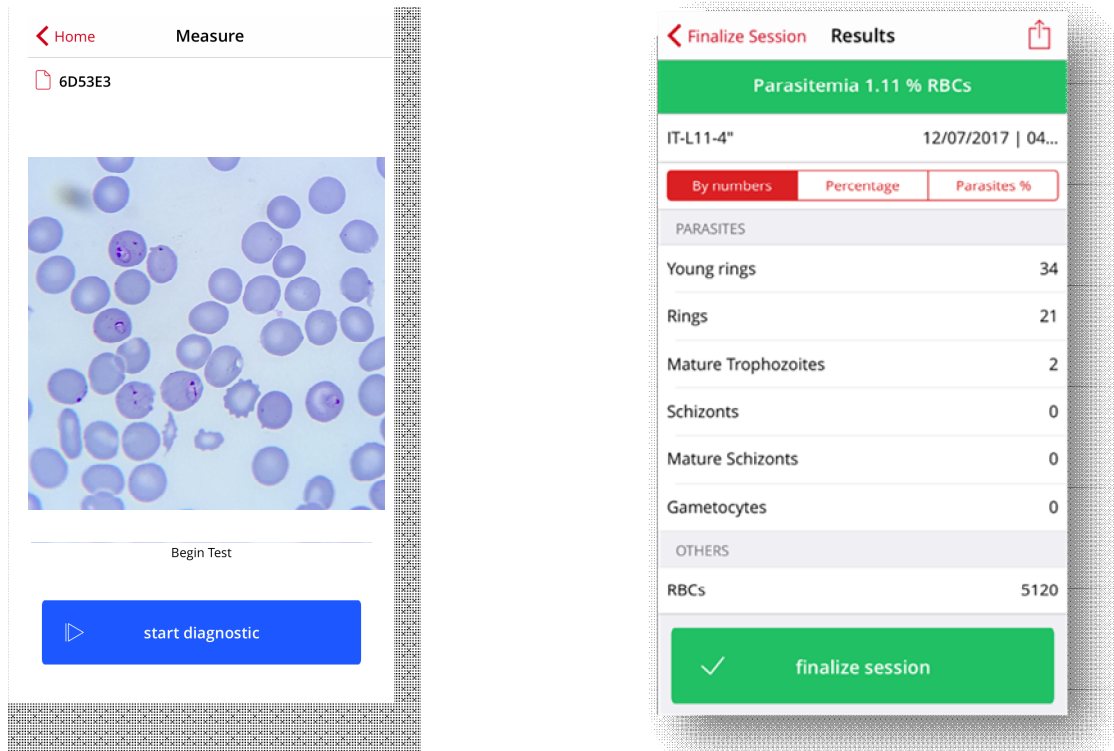 Home Measure
6D53E3
Begin Test
start diagnostic
Finalize Session Results
Parasitemia 1.11 % RBCs
IT-L11-4" 12/07/2017 | 04...
By numbers Percentage Parasites %
PARASITES
Young rings 34
Rings 21
Mature Trophozoites 2
Schizonts 0
Mature Schizonts 0
Gametocytes 0
OTHERS
RBCs 5120
finalize session